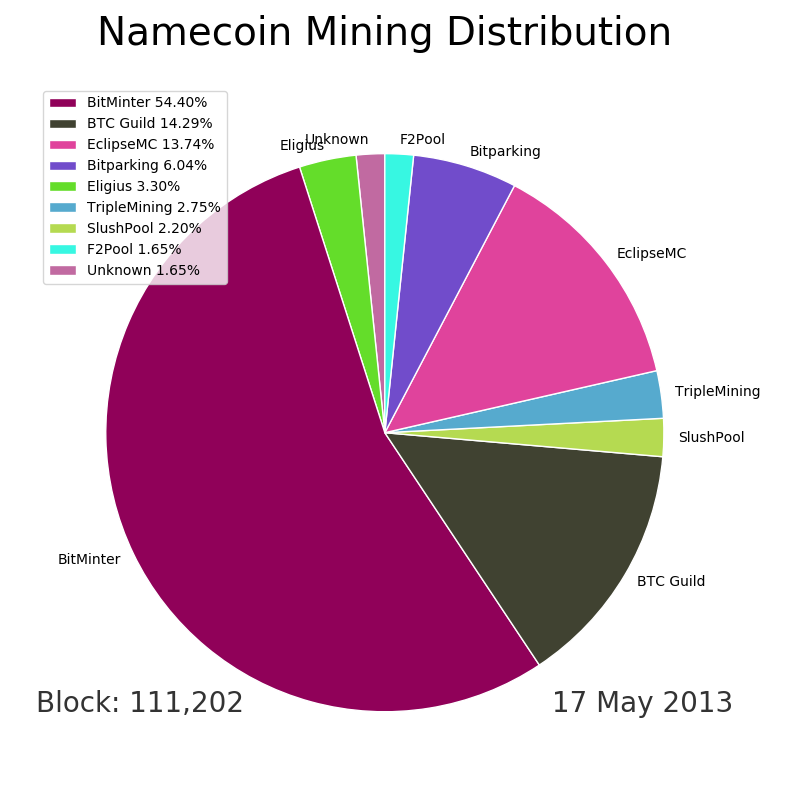 Namecoin Mining Distribution
BitMinter 54.40%
BTC Guild 14.29%
EclipseMC 13.74%
Bitparking 6.04%
Eligius 3.30%
TripleMining 2.75%
SlushPool 2.20%
F2Pool 1.65%
Unknown 1.65%
Eligius
Unknown
F2Pool
Bitparking
EclipseMC
TripleMining
SlushPool
BTC Guild
BitMinter
Block: 111,202
17 May 2013